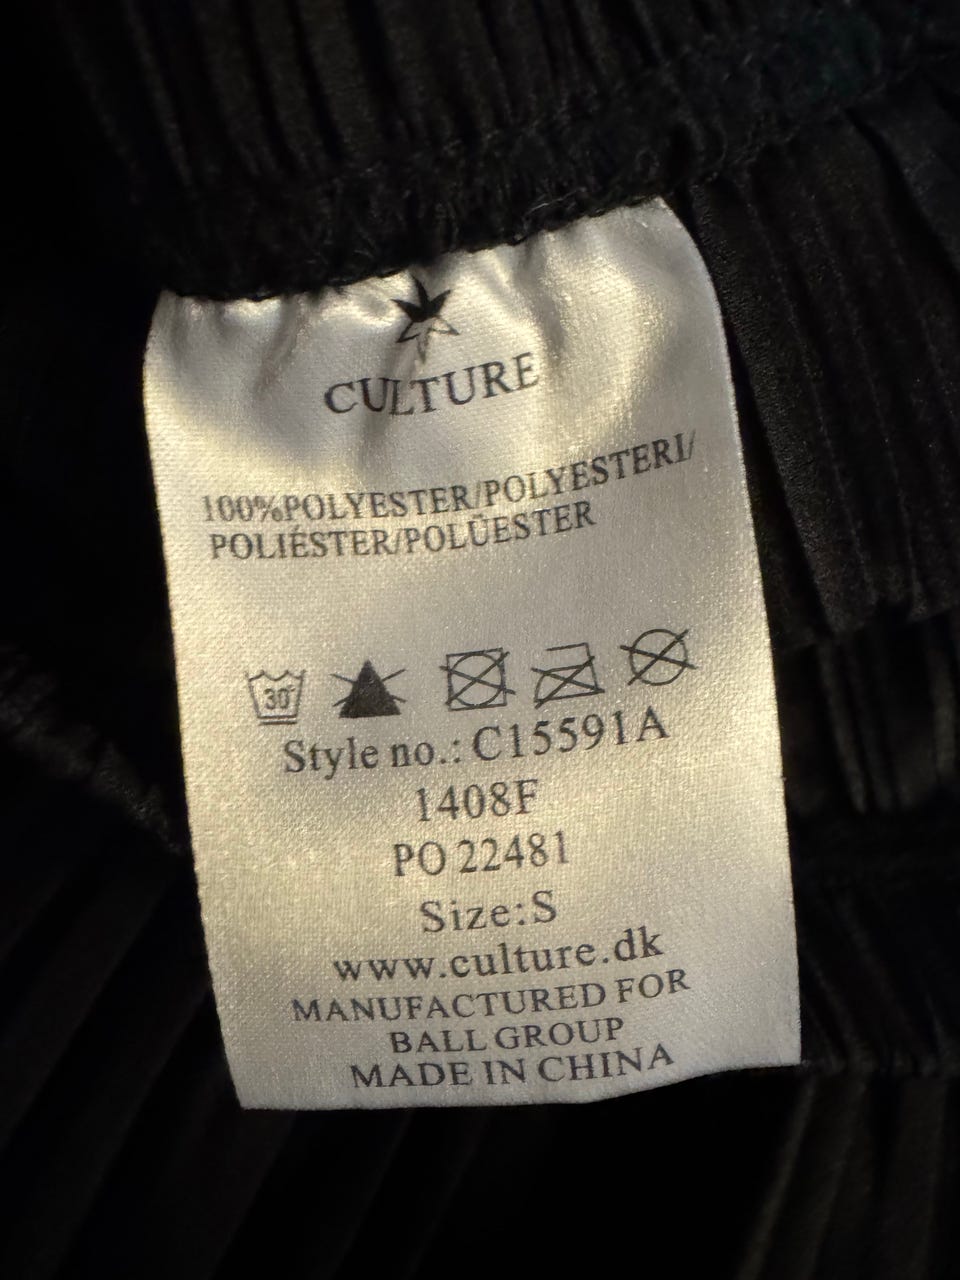 CULTURE
100%POLYESTER/POLYESTERI/
POLIÉSTER/POLÜESTER
30°
Style no.: C15591A
1408F
PO 22481
Size:S
www.culture.dk
MANUFACTURED FOR
BALL GROUP
MADE IN CHINA